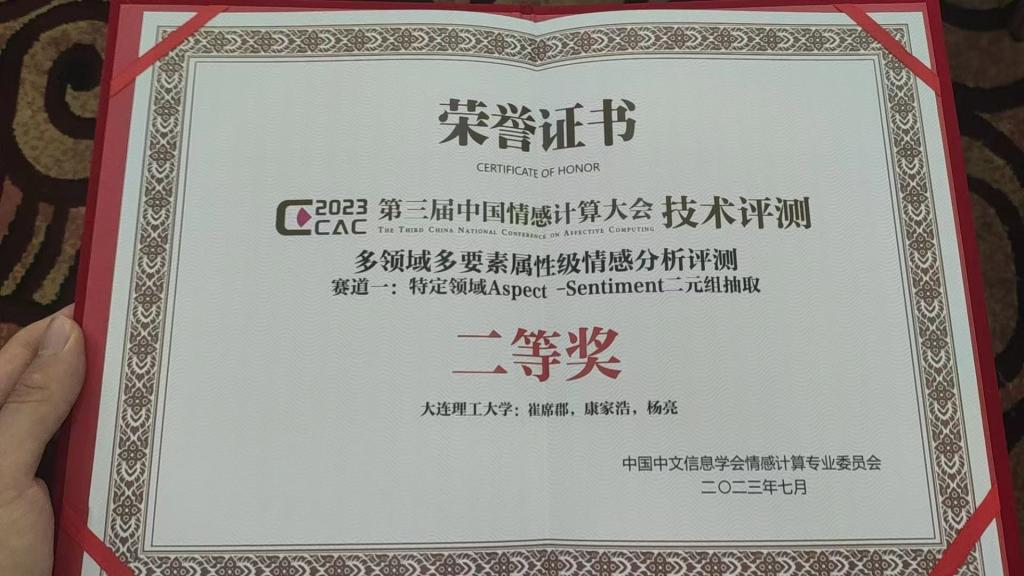 荣誉证书
CERTIFICATE OF HONOR
2023 CCAC 第三届中国情感计算大会 技术评测
THE THIRD CHINA NATIONAL CONFERENCE ON AFFECTIVE COMPUTING
多领域多要素属性级情感分析评测
赛道一：特定领域Aspect -Sentiment二元组抽取
二等奖
大连理工大学：崔席郡，康家浩，杨亮
中国中文信息学会情感计算专业委员会
二〇二三年七月